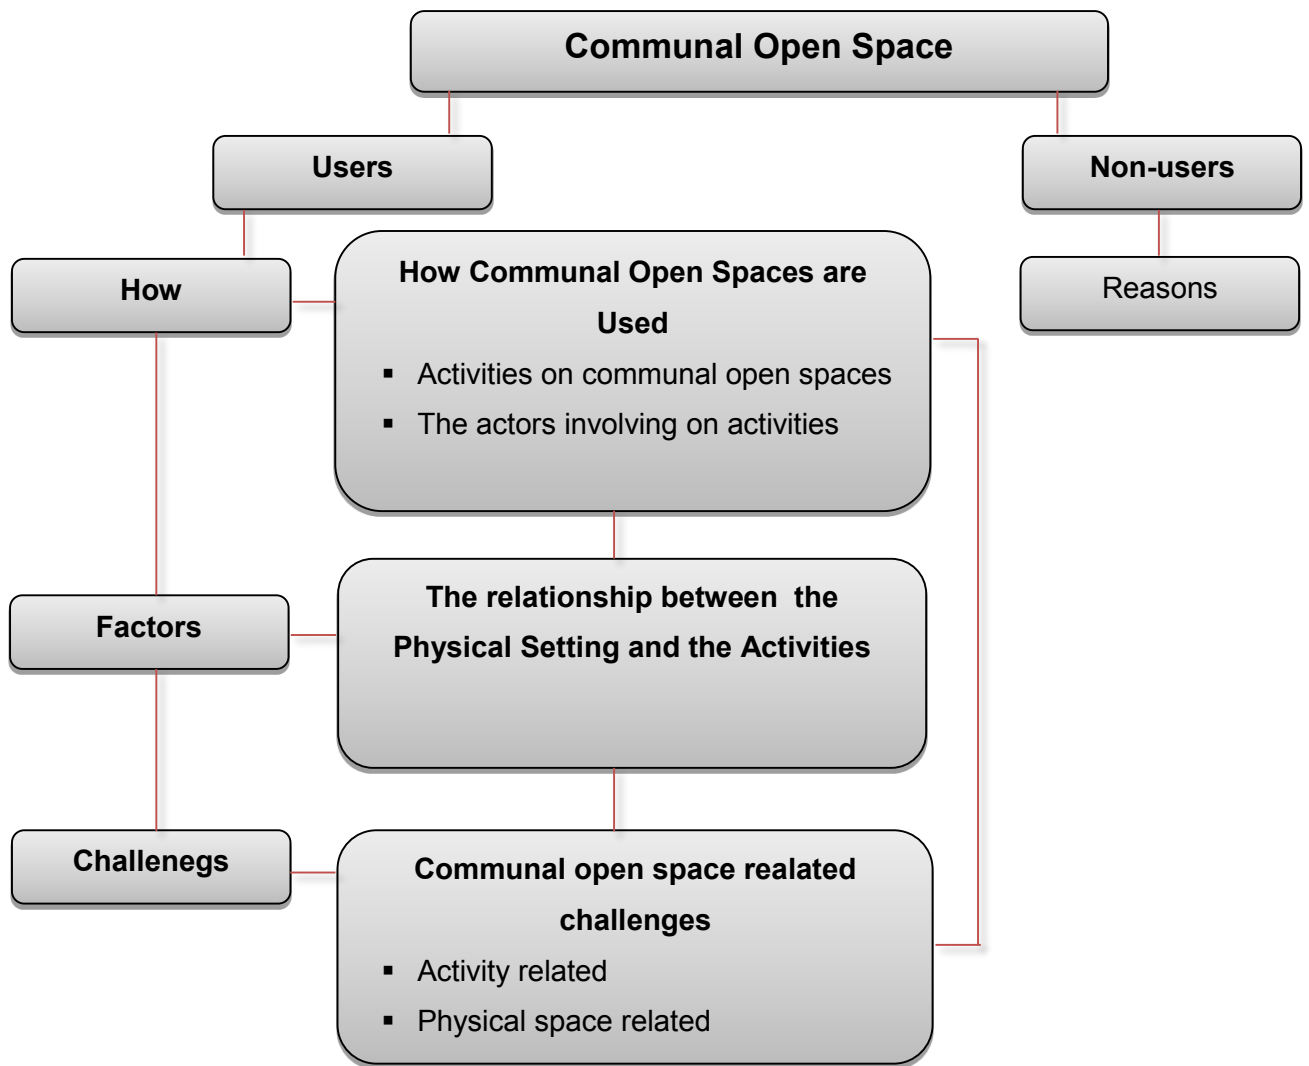 Communal Open Space
Users
Non-users
How
How Communal Open Spaces are
Used
▪ Activities on communal open spaces
▪ The actors involving on activities
Reasons
Factors
The relationship between  the
Physical Setting and the Activities
Challenegs
Communal open space realated
challenges
▪ Activity related
▪ Physical space related